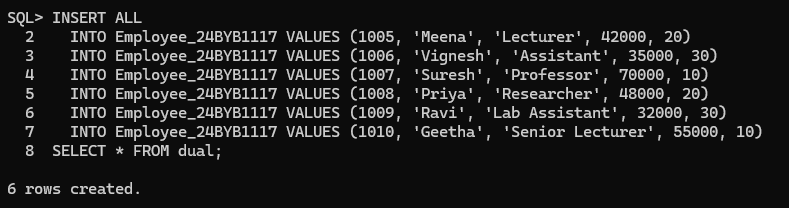 SQL> INSERT ALL
2 INTO Employee_24BYB1117 VALUES (1005, 'Meena', 'Lecturer', 42000, 20)
3 INTO Employee_24BYB1117 VALUES (1006, 'Vignesh', 'Assistant', 35000, 30)
4 INTO Employee_24BYB1117 VALUES (1007, 'Suresh', 'Professor', 70000, 10)
5 INTO Employee_24BYB1117 VALUES (1008, 'Priya', 'Researcher', 48000, 20)
6 INTO Employee_24BYB1117 VALUES (1009, 'Ravi', 'Lab Assistant', 32000, 30)
7 INTO Employee_24BYB1117 VALUES (1010, 'Geetha', 'Senior Lecturer', 55000, 10)
8 SELECT * FROM dual;
6 rows created.